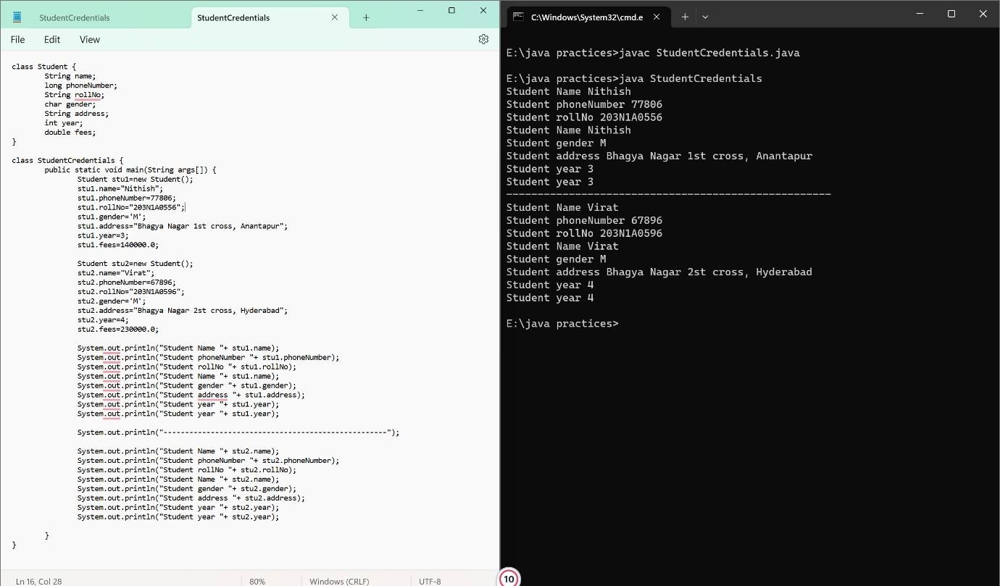 StudentCredentials
StudentCredentials
File Edit View
class Student {
String name;
long phoneNumber;
String rollNo;
char gender;
String address;
int year;
double fees;
}
class StudentCredentials {
public static void main(String args[]) {
Student stu1=new Student();
stu1.name="Nithish";
stu1.phoneNumber=77806;
stu1.rollNo="203N1A0556";
stu1.gender='M';
stu1.address="Bhagya Nagar 1st cross, Anantapur";
stu1.year=3;
stu1.fees=140000.0;
Student stu2=new Student();
stu2.name="Virat";
stu2.phoneNumber=67896;
stu2.rollNo="203N1A0596";
stu2.gender='M';
stu2.address="Bhagya Nagar 2st cross, Hyderabad";
stu2.year=4;
stu2.fees=230000.0;
System.out.println("Student Name "+ stu1.name);
System.out.println("Student phoneNumber "+ stu1.phoneNumber);
System.out.println("Student rollNo "+ stu1.rollNo);
System.out.println("Student Name "+ stu1.name);
System.out.println("Student gender "+ stu1.gender);
System.out.println("Student address "+ stu1.address);
System.out.println("Student year "+ stu1.year);
System.out.println("Student year "+ stu1.year);
System.out.println("----------------------------------------------------");
System.out.println("Student Name "+ stu2.name);
System.out.println("Student phoneNumber "+ stu2.phoneNumber);
System.out.println("Student rollNo "+ stu2.rollNo);
System.out.println("Student Name "+ stu2.name);
System.out.println("Student gender "+ stu2.gender);
System.out.println("Student address "+ stu2.address);
System.out.println("Student year "+ stu2.year);
System.out.println("Student year "+ stu2.year);
}
}
Ln 16, Col 28 80% Windows (CRLF) UTF-8
C:\Windows\System32\cmd.e
E:\java practices>javac StudentCredentials.java
E:\java practices>java StudentCredentials
Student Name Nithish
Student phoneNumber 77806
Student rollNo 203N1A0556
Student Name Nithish
Student gender M
Student address Bhagya Nagar 1st cross, Anantapur
Student year 3
Student year 3
----------------------------------------------------
Student Name Virat
Student phoneNumber 67896
Student rollNo 203N1A0596
Student Name Virat
Student gender M
Student address Bhagya Nagar 2st cross, Hyderabad
Student year 4
Student year 4
E:\java practices>
10